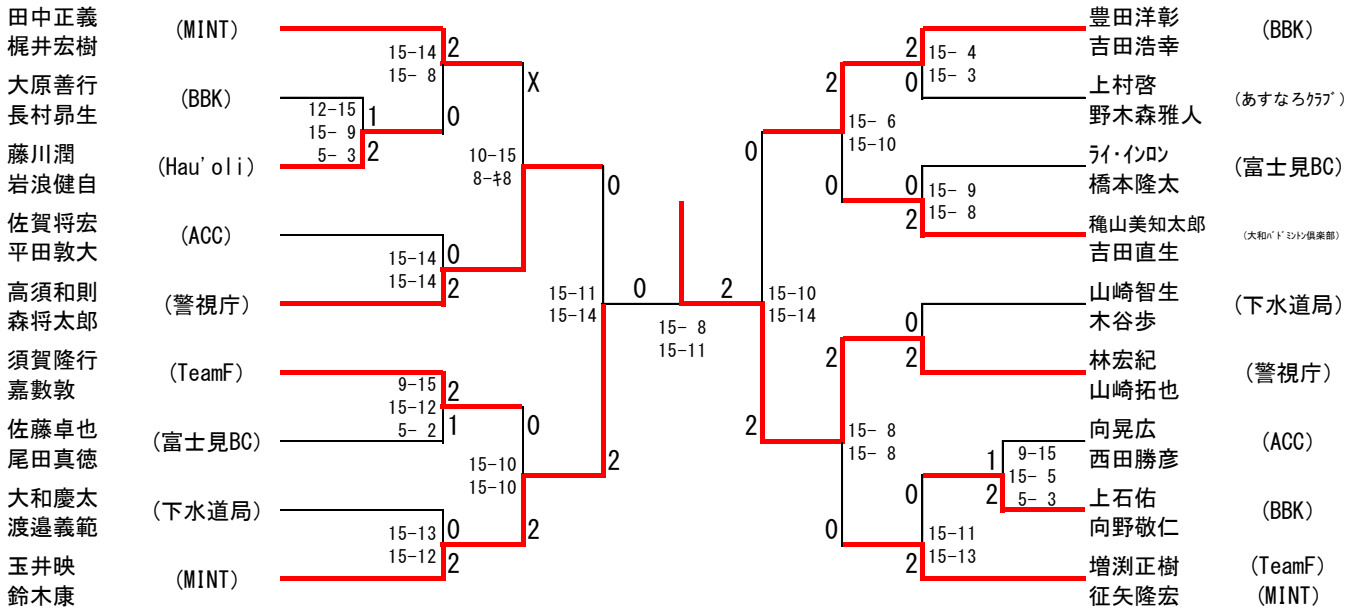 田中正義
梶井宏樹
(MINT)
大原善行
長村昴生
(BBK)
藤川潤
岩浪健自
(Hau'oli)
佐賀将宏
平田敦大
(ACC)
高須和則
森将太郎
(警視庁)
須賀隆行
嘉數敦
(TeamF)
佐藤卓也
尾田真徳
(富士見BC)
大和慶太
渡邉義範
(下水道局)
玉井映
鈴木康
(MINT)
15-14
15- 8
2
0
12-15
15- 9
5- 3
1
2
X
10-15
8-ｷ8
15-14
15-14
0
2
0
15-11
15-14
2
9-15
15-12
5- 2
2
1
0
15-10
15-10
2
15-13
15-12
0
2
0
2
15- 8
15-11
0
15-10
15-14
2
2
15- 6
15-10
0
2
15- 4
15- 3
0
0
15- 9
15- 8
2
2
15- 8
15- 8
0
0
2
1
9-15
15- 5
5- 3
2
0
15-11
15-13
2
豊田洋彰
吉田浩幸
(BBK)
上村啓
野木森雅人
(あすなろｸﾗﾌﾞ)
ﾗｲ・ｲﾝﾛﾝ
橋本隆太
(富士見BC)
穐山美知太郎
吉田直生
(大和ﾊﾞﾄﾞﾐﾝﾄﾝ倶楽部)
山崎智生
木谷歩
(下水道局)
林宏紀
山崎拓也
(警視庁)
向晃広
西田勝彦
(ACC)
上石佑
向野敬仁
(BBK)
増渕正樹
征矢隆宏
(TeamF)
(MINT)